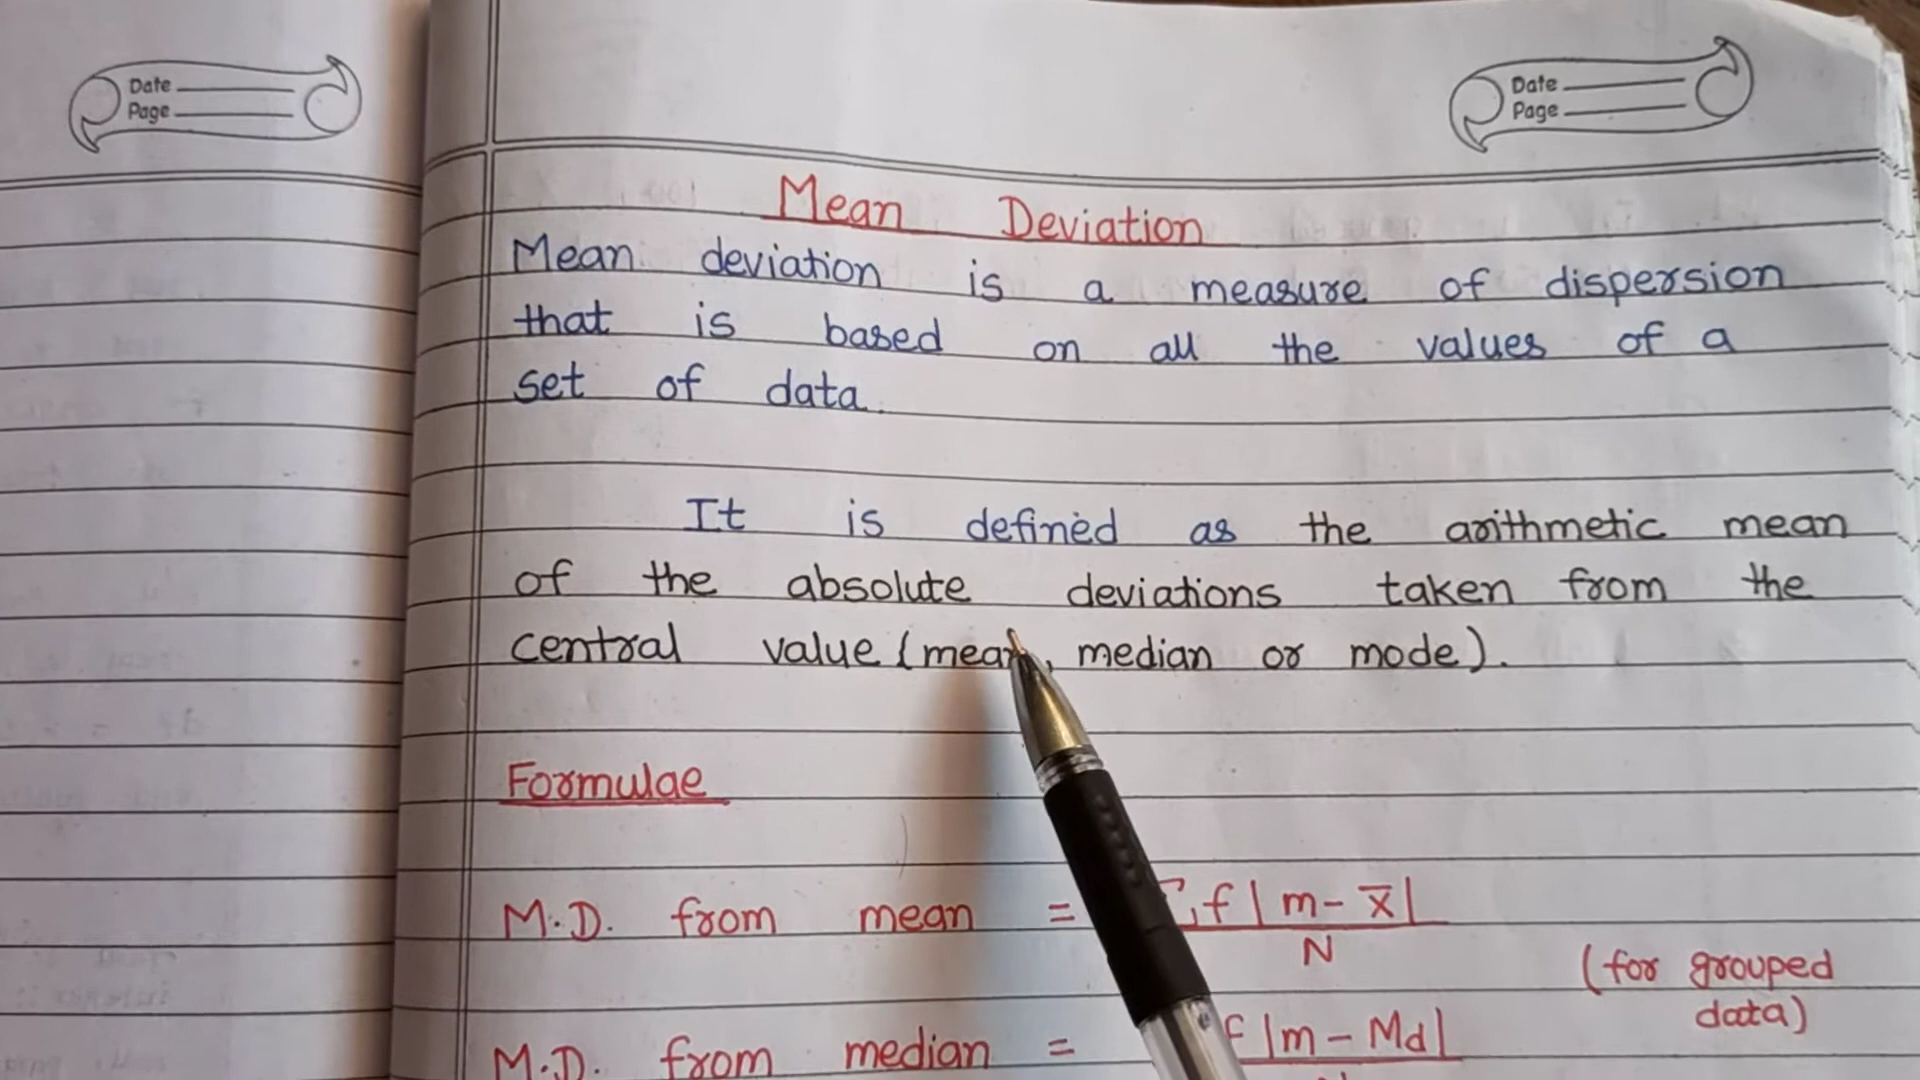 Date
Page
Date
Page
Mean Deviation
Mean deviation is a measure of dispersion
that is based on all the values of a
set of data.
It is defined as the arithmetic mean
of the absolute deviations taken from the
central value (mean, median or mode).
Formulae
M.D. from mean = Σf|m-x̅|
N
(for grouped
data)
M.D. from median = f|m-Md|